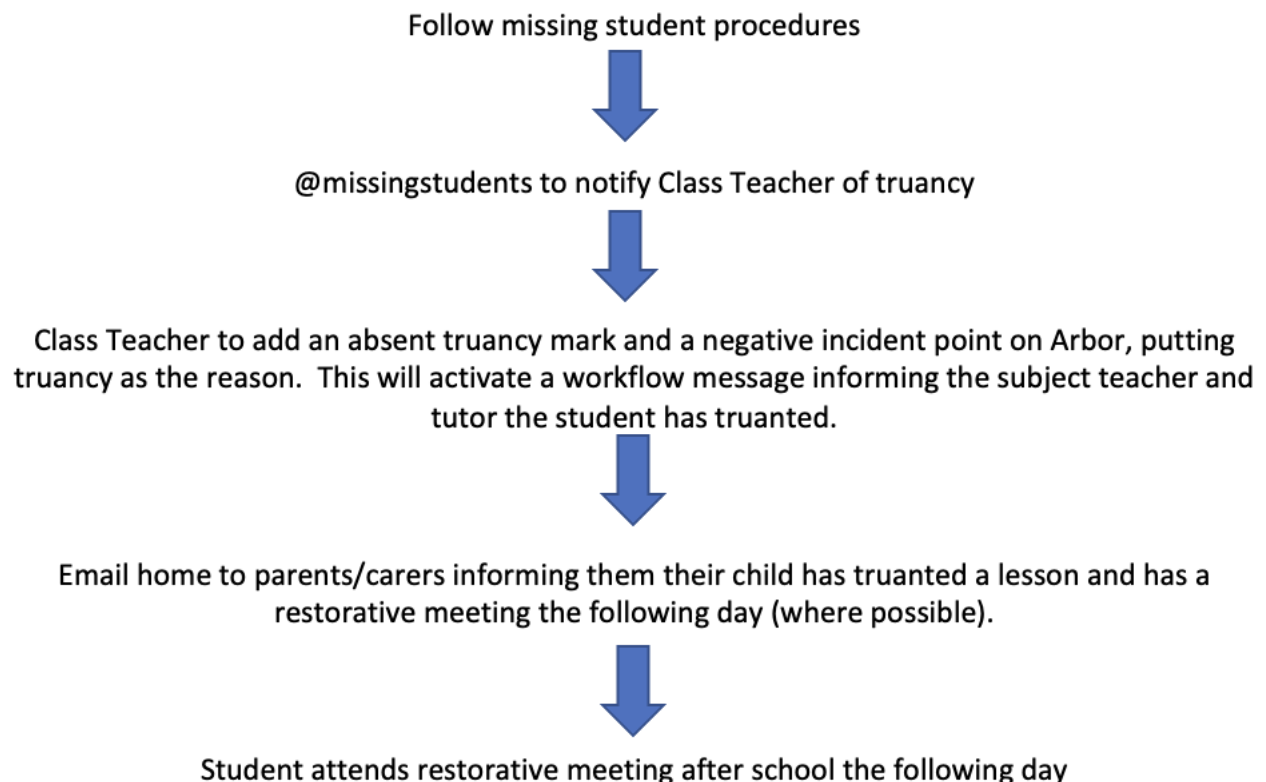 Follow missing student procedures
@missingstudents to notify Class Teacher of truancy
Class Teacher to add an absent truancy mark and a negative incident point on Arbor, putting
truancy as the reason.  This will activate a workflow message informing the subject teacher and
tutor the student has truanted.
Email home to parents/carers informing them their child has truanted a lesson and has a
restorative meeting the following day (where possible).
Student attends restorative meeting after school the following day